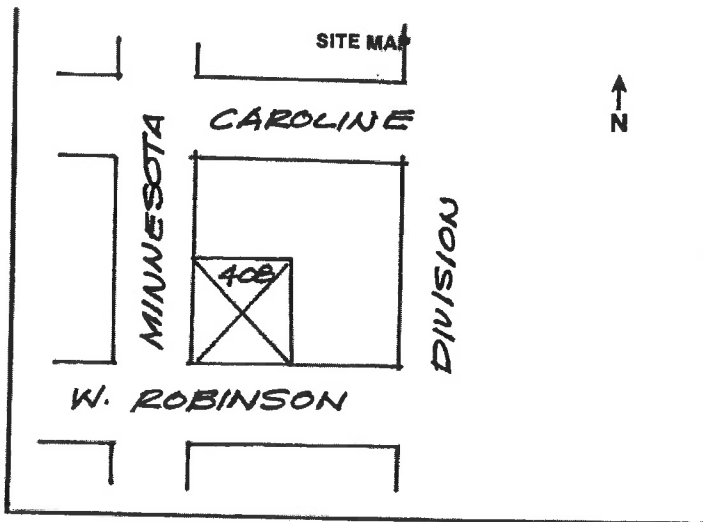 SITE MAP
N
CAROLINE
MINNESOTA
DIVISION
408
W. ROBINSON